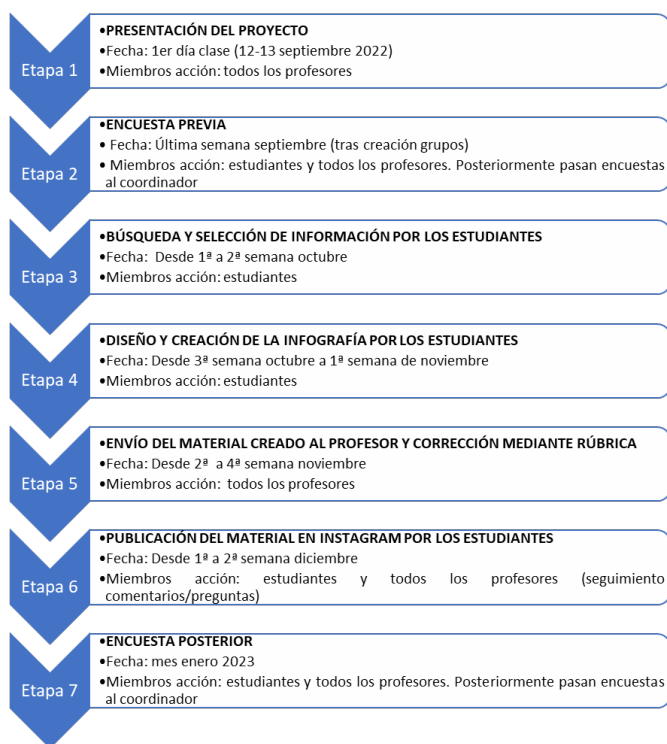 Etapa 1
•PRESENTACIÓN DEL PROYECTO
•Fecha: 1er día clase (12-13 septiembre 2022)
•Miembros acción: todos los profesores
Etapa 2
•ENCUESTA PREVIA
• Fecha: Última semana septiembre (tras creación grupos)
• Miembros acción: estudiantes y todos los profesores. Posteriormente pasan encuestas
al coordinador
Etapa 3
•BÚSQUEDA Y SELECCIÓN DE INFORMACIÓN POR LOS ESTUDIANTES
•Fecha: Desde 1ª a 2ª semana octubre
•Miembros acción: estudiantes
Etapa 4
•DISEÑO Y CREACIÓN DE LA INFOGRAFÍA POR LOS ESTUDIANTES
•Fecha: Desde 3ª semana octubre a 1ª semana de noviembre
•Miembros acción: estudiantes
Etapa 5
•ENVÍO DEL MATERIAL CREADO AL PROFESOR Y CORRECCIÓN MEDIANTE RÚBRICA
•Fecha: Desde 2ª a 4ª semana noviembre
•Miembros acción: todos los profesores
Etapa 6
•PUBLICACIÓN DEL MATERIAL EN INSTAGRAM POR LOS ESTUDIANTES
•Fecha: Desde 1ª a 2ª semana diciembre
•Miembros acción: estudiantes y todos los profesores (seguimiento
comentarios/preguntas)
Etapa 7
•ENCUESTA POSTERIOR
•Fecha: mes enero 2023
•Miembros acción: estudiantes y todos los profesores. Posteriormente pasan encuestas
al coordinador